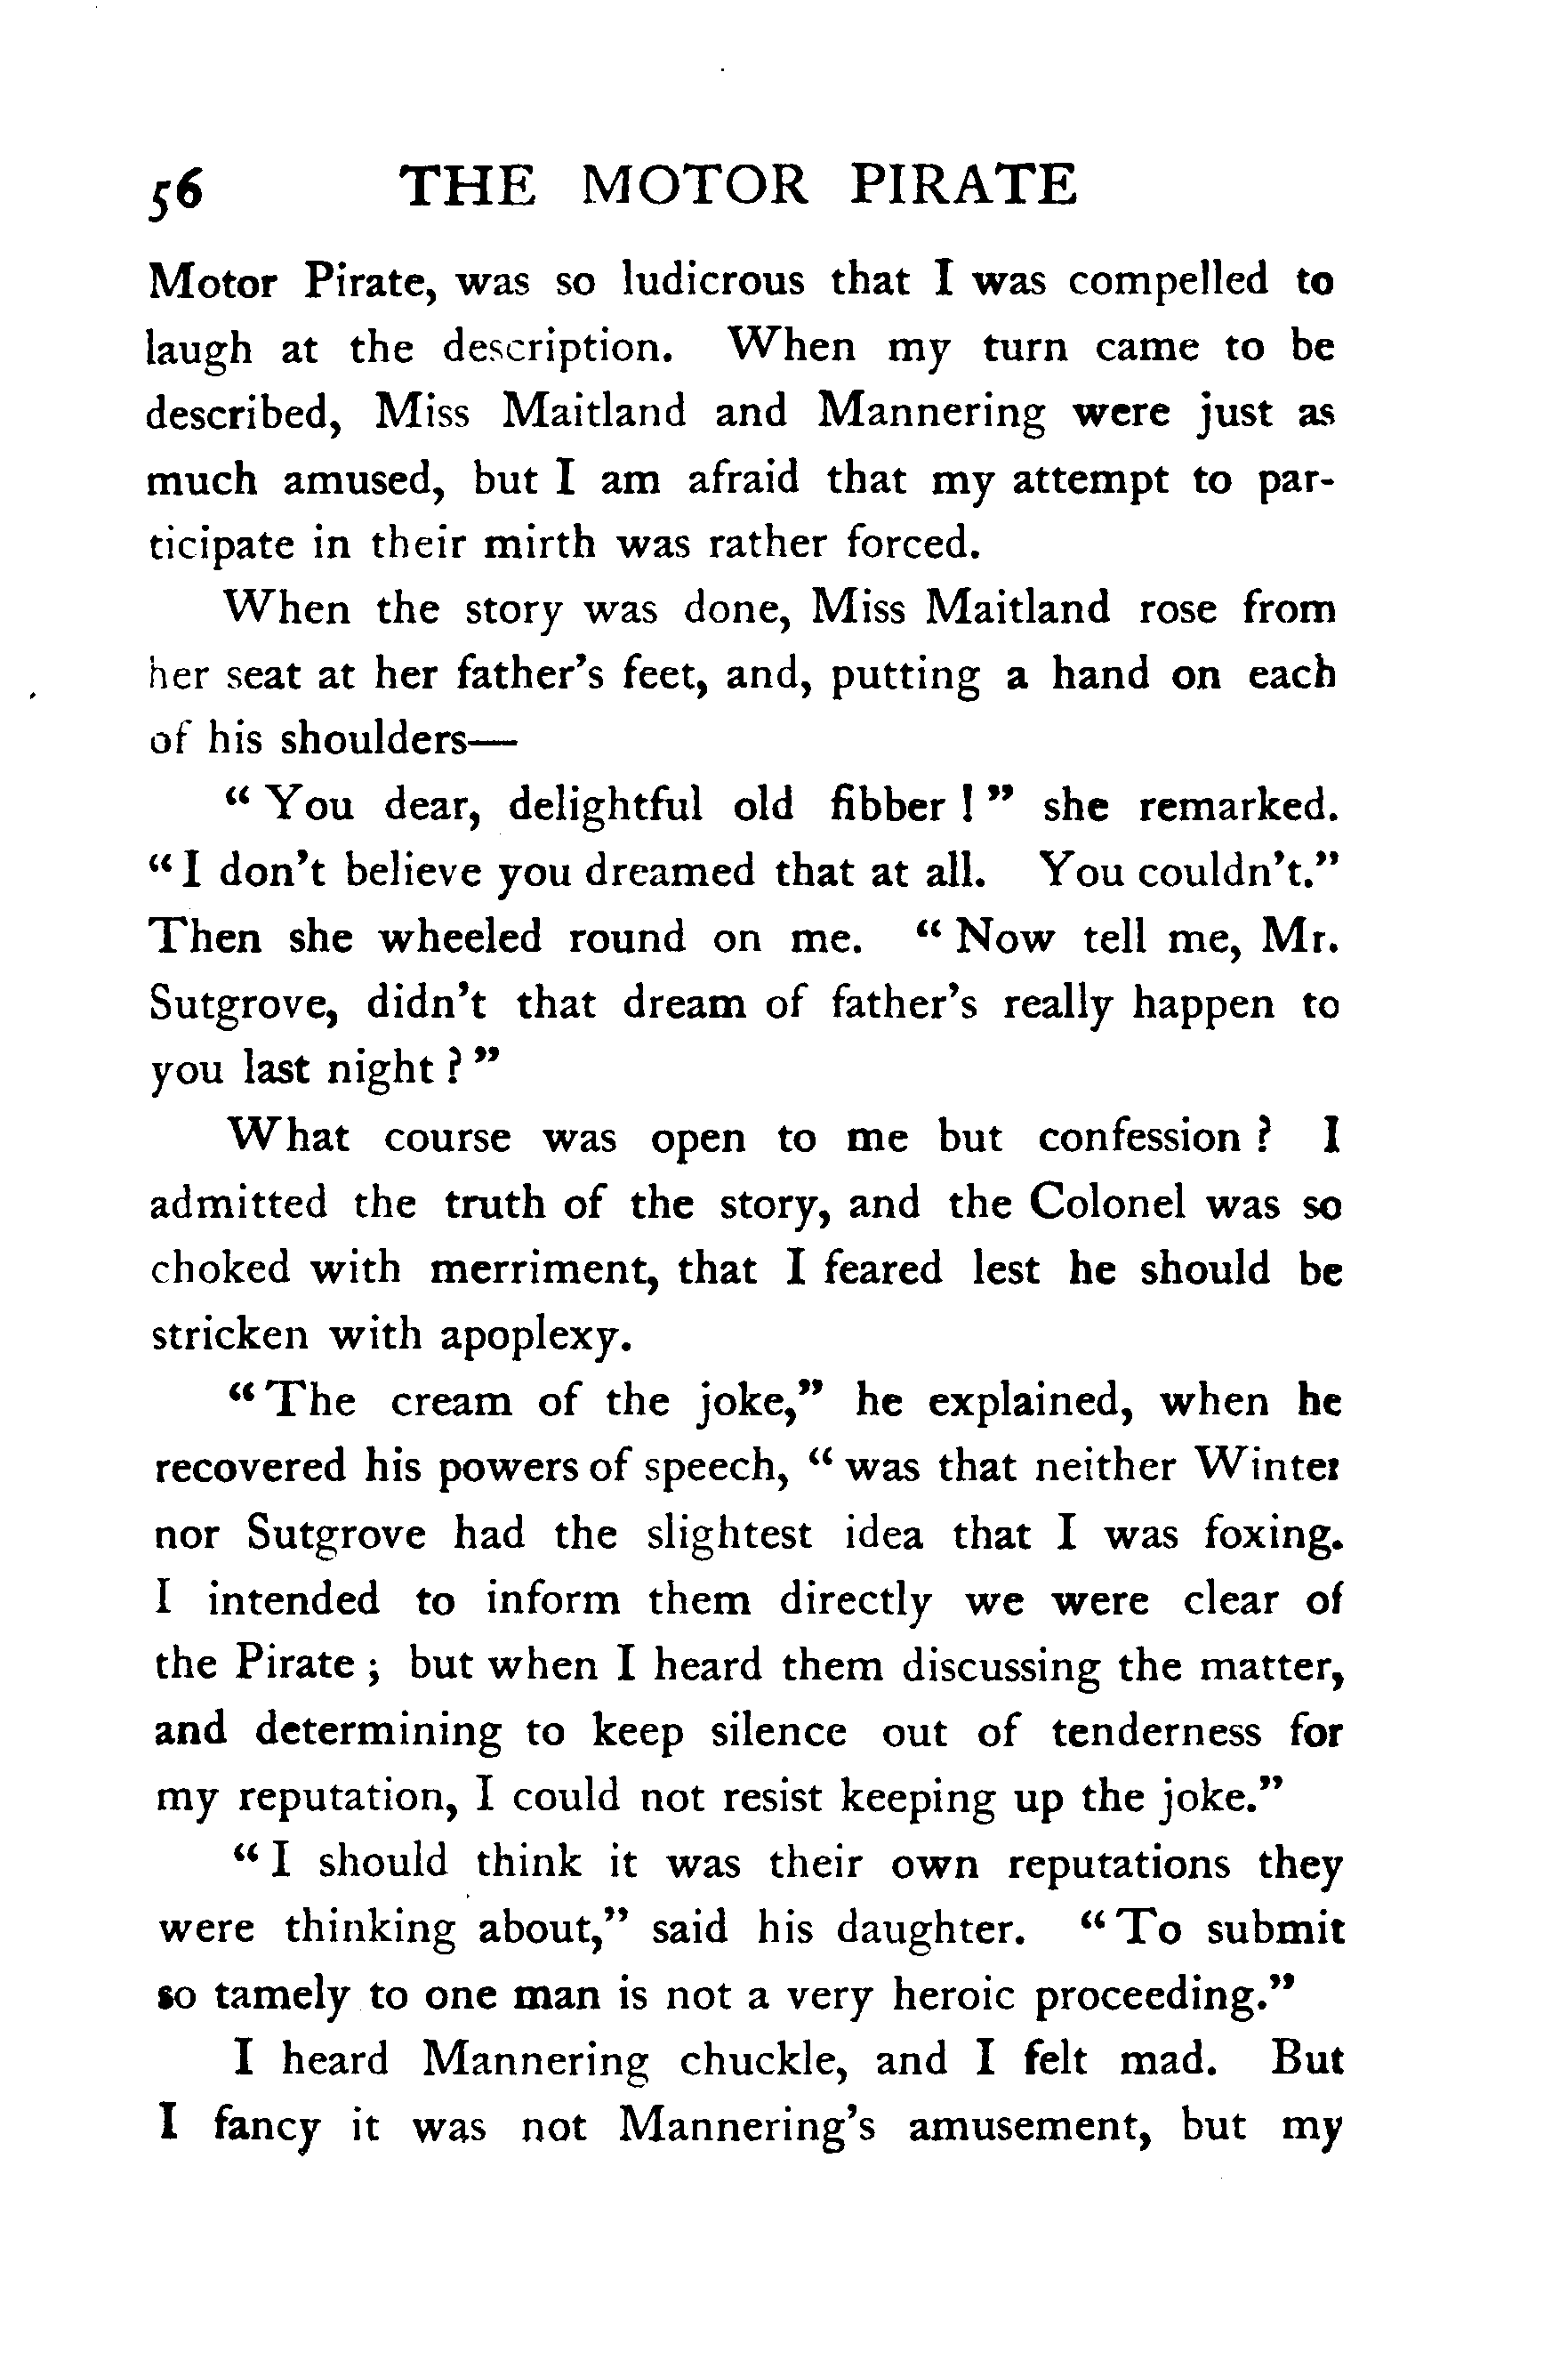 56 THE MOTOR PIRATE
Motor Pirate, was so ludicrous that I was compelled to
laugh at the description. When my turn came to be
described, Miss Maitland and Mannering were just as
much amused, but I am afraid that my attempt to par-
ticipate in their mirth was rather forced.
When the story was done, Miss Maitland rose from
her seat at her father's feet, and, putting a hand on each
of his shoulders—
“ You dear, delightful old fibber ! ” she remarked.
“ I don't believe you dreamed that at all. You couldn't.”
Then she wheeled round on me. “ Now tell me, Mr.
Sutgrove, didn't that dream of father's really happen to
you last night ? ”
What course was open to me but confession ? I
admitted the truth of the story, and the Colonel was so
choked with merriment, that I feared lest he should be
stricken with apoplexy.
“ The cream of the joke,” he explained, when he
recovered his powers of speech, “ was that neither Winter
nor Sutgrove had the slightest idea that I was foxing.
I intended to inform them directly we were clear of
the Pirate ; but when I heard them discussing the matter,
and determining to keep silence out of tenderness for
my reputation, I could not resist keeping up the joke.”
“ I should think it was their own reputations they
were thinking about,” said his daughter. “ To submit
so tamely to one man is not a very heroic proceeding.”
I heard Mannering chuckle, and I felt mad. But
I fancy it was not Mannering's amusement, but my